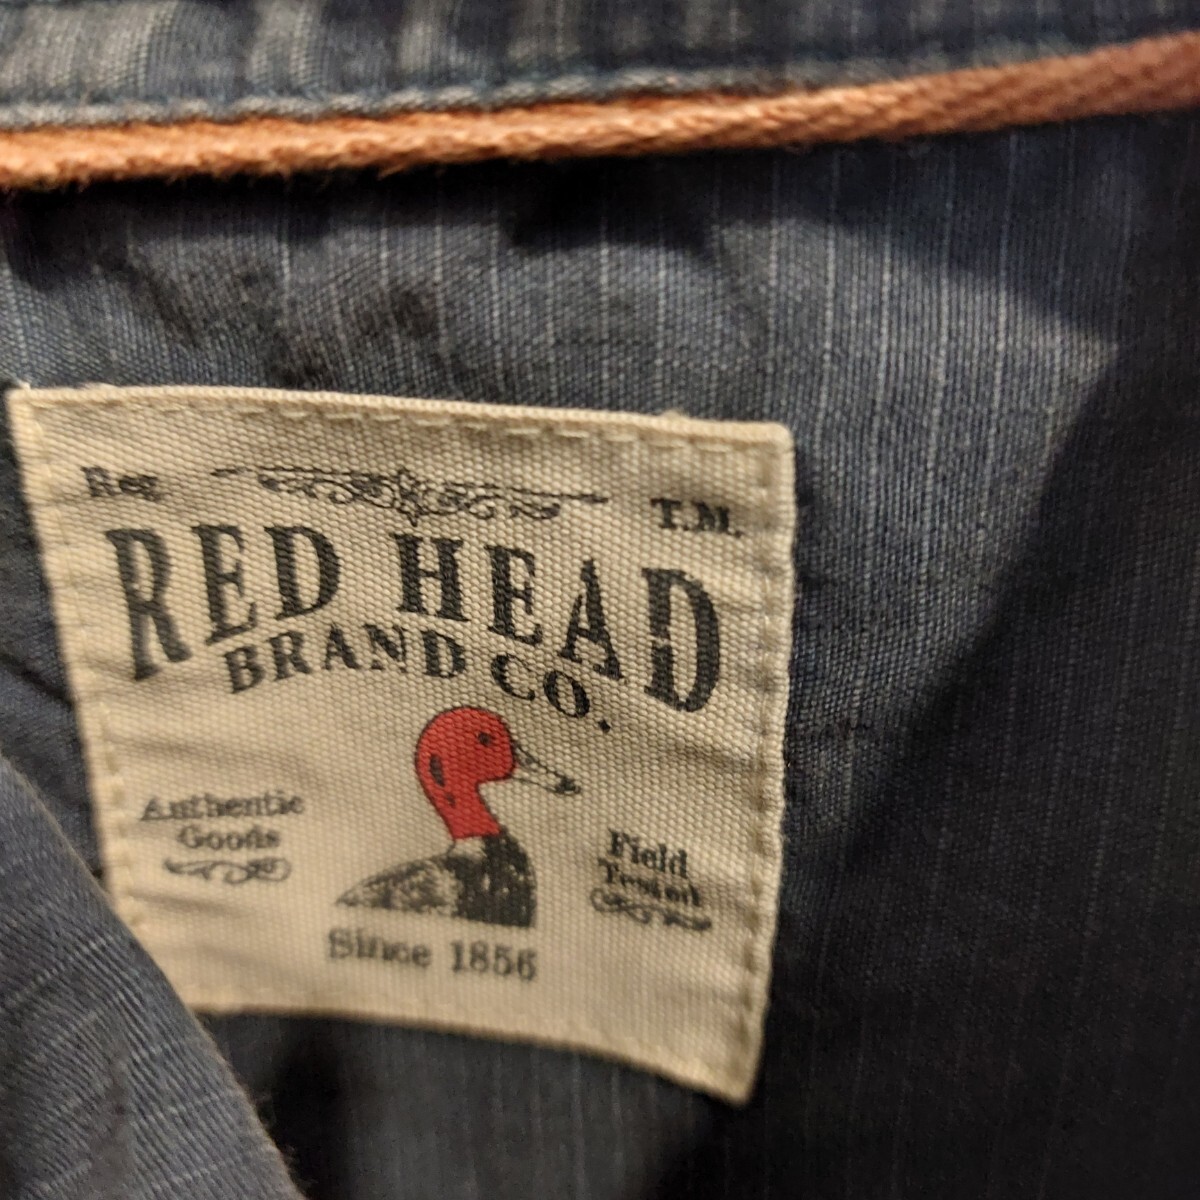 Reg. T.M.
RED HEAD
BRAND CO.
Authentic
Goods
Field
Tested
Since 1856